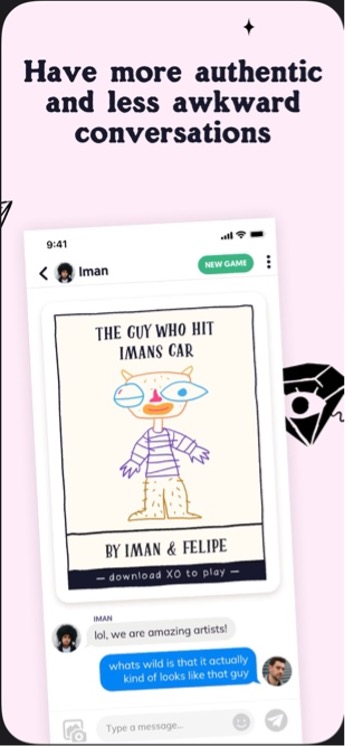 Have more authentic
and less awkward
conversations
9:41
Iman
NEW GAME
THE GUY WHO HIT
IMANS CAR
BY IMAN & FELIPE
— download XO to play —
IMAN
lol, we are amazing artists!
whats wild is that it actually
kind of looks like that guy
Type a message...